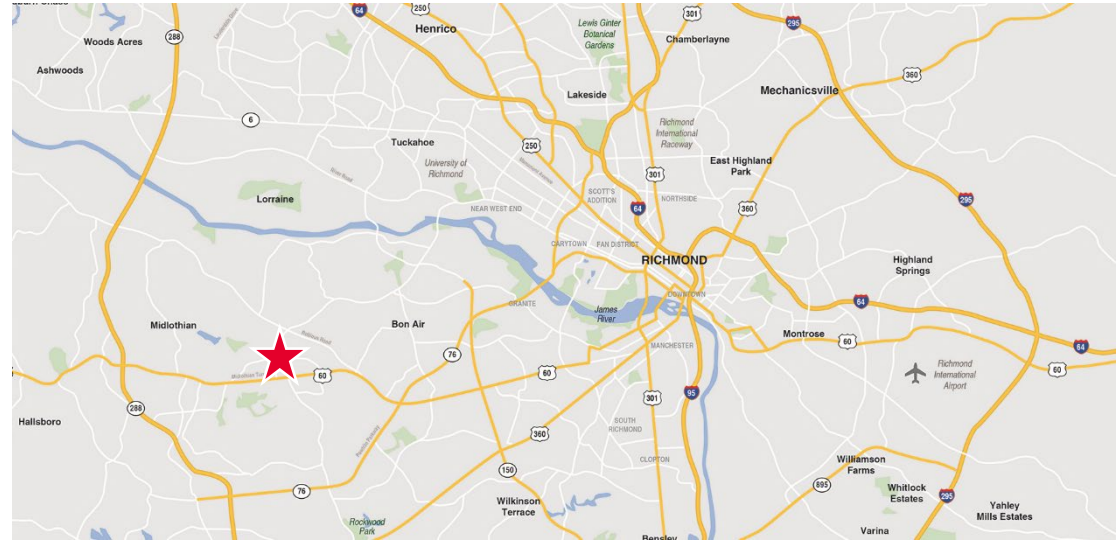 64
250
Henrico
Lewis Ginter
Botanical
Gardens
301
295
Chamberlayne
Woods Acres
288
Ashwoods
360
Mechanicsville
Lakeside
6
Richmond
International
Raceway
Tuckahoe
250
University of
Richmond
East Highland
Park
301
SCOTT'S
ADDITION
NORTHSIDE
Lorraine
NEAR WEST END
64
360
295
CARYTOWN
FAN DISTRICT
RICHMOND
Highland
Springs
DOWNTOWN
GRANITE
James
River
64
Midlothian
Bon Air
Montrose
60
MANCHESTER
76
64
60
60
60
Richmond
International
Airport
301
95
288
Hallsboro
360
SOUTH
RICHMOND
CLOPTON
150
Williamson
Farms
895
Whitlock
Estates
295
76
Wilkinson
Terrace
Yahley
Mills Estates
Rockwood
Park
Varina
Bensley